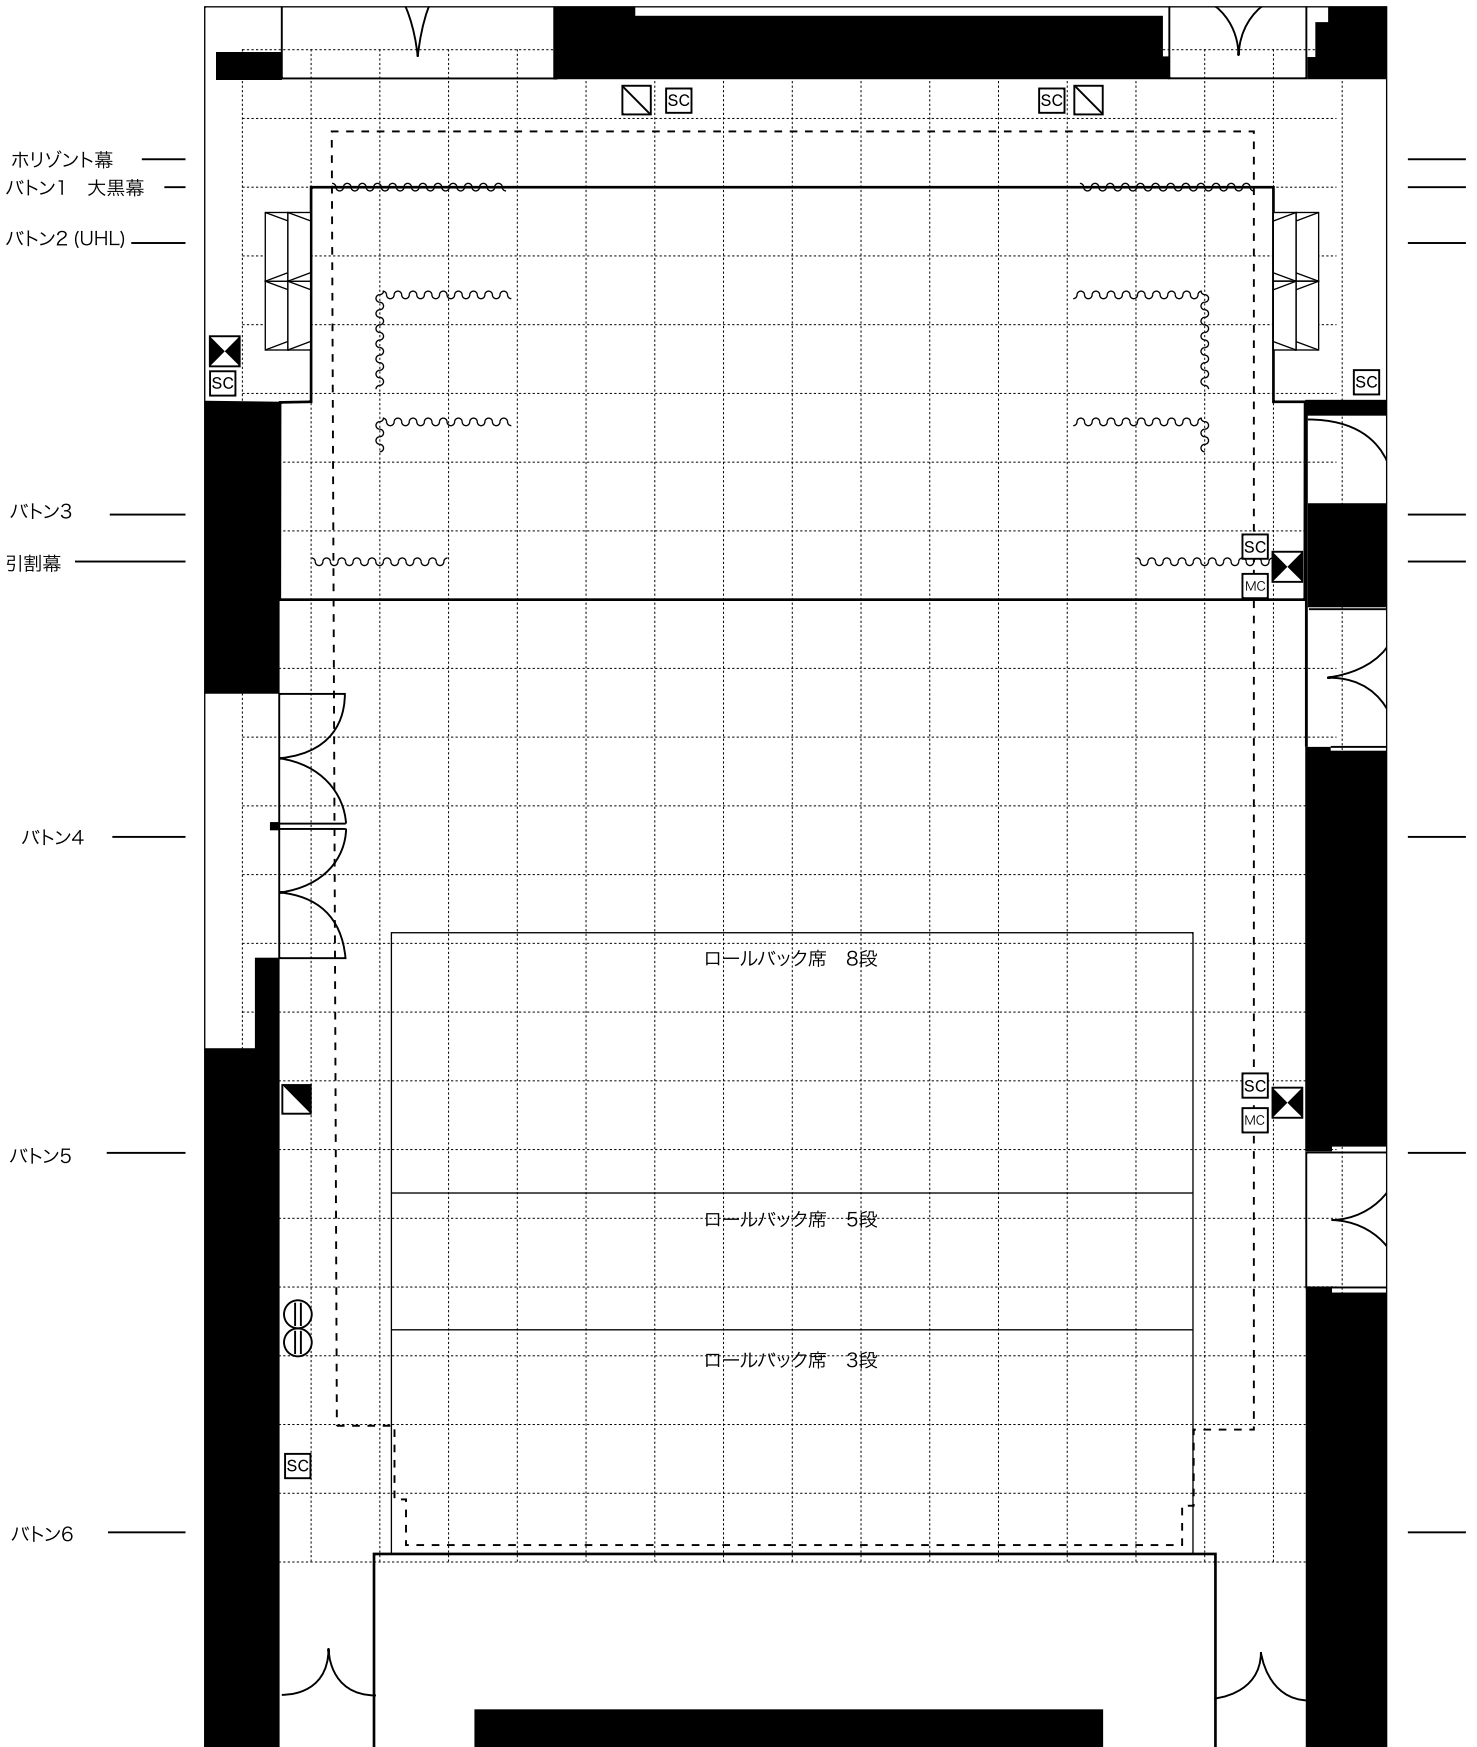 SC
SC
ホリゾント幕
バトン1　大黒幕
バトン2 (UHL)
SC
SC
バトン3
SC
引割幕
MC
バトン4
ロールバック席　8段
SC
MC
バトン5
ロールバック席　5段
ロールバック席　3段
SC
バトン6